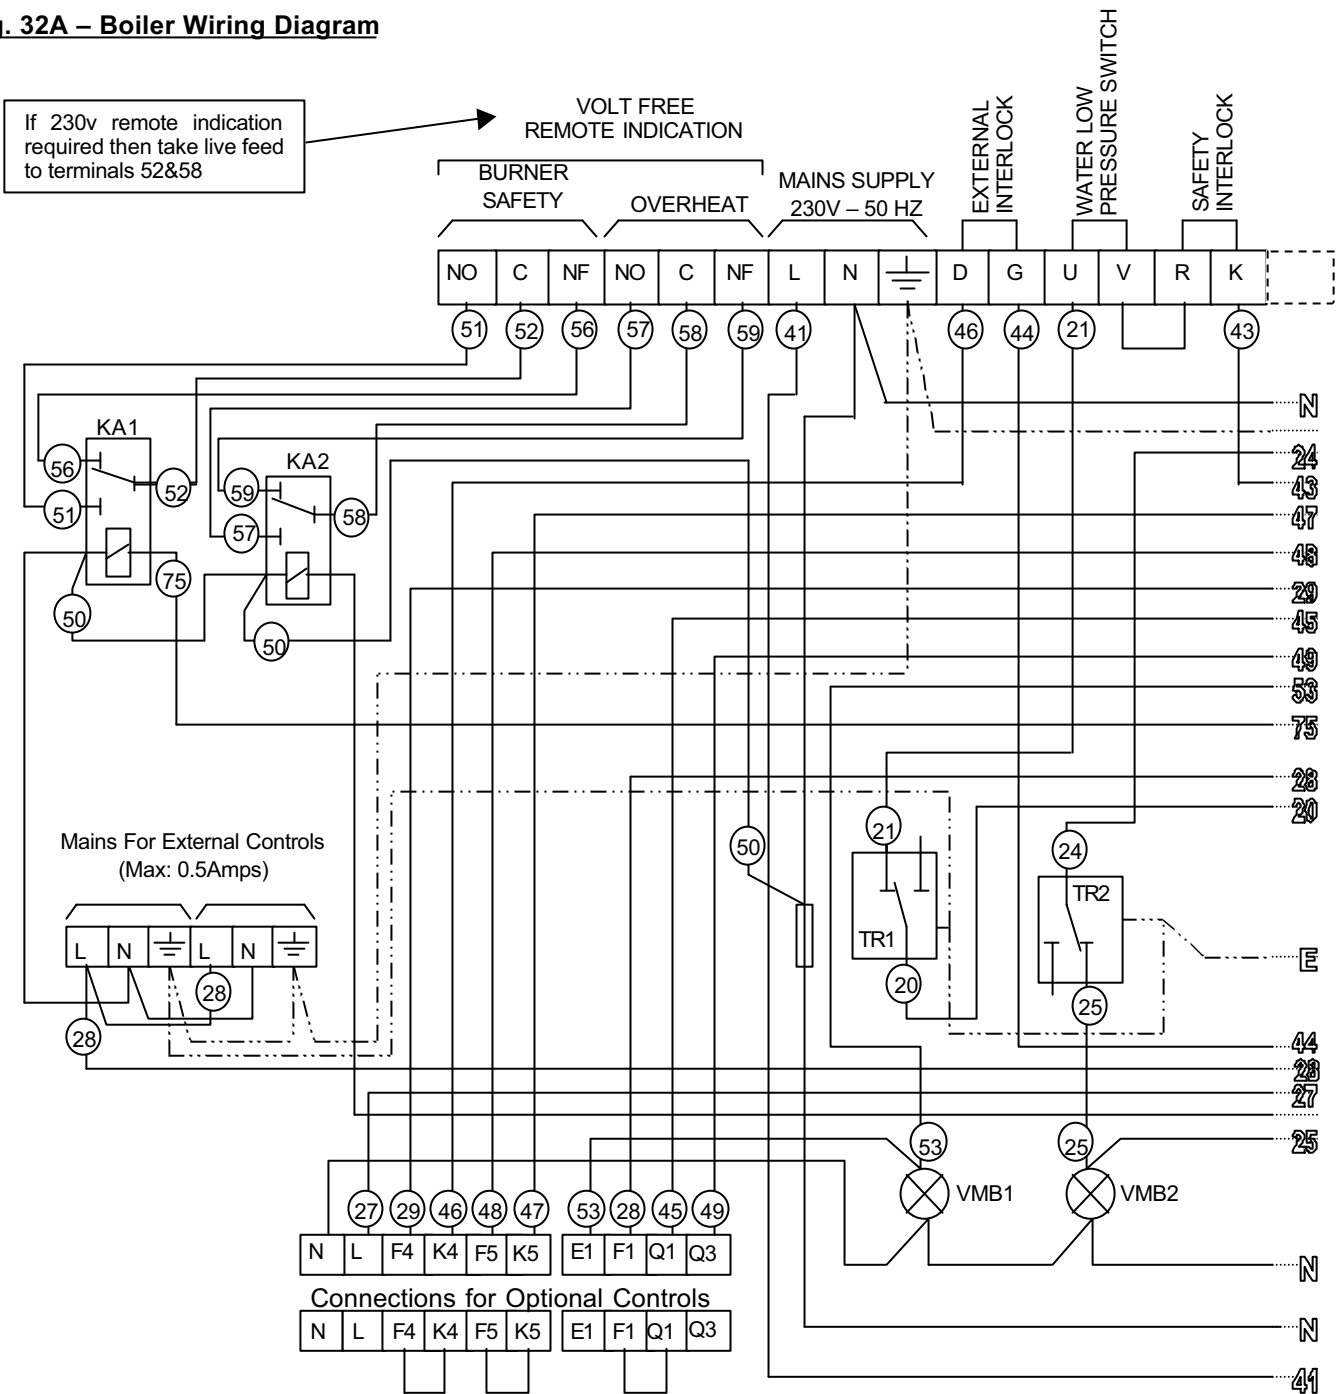 g. 32A – Boiler Wiring Diagram
If 230v remote indication
required then take live feed
to terminals 52&58
VOLT FREE
REMOTE INDICATION
BURNER
SAFETY
OVERHEAT
MAINS SUPPLY
230V – 50 HZ
EXTERNAL
INTERLOCK
WATER LOW
PRESSURE SWITCH
SAFETY
INTERLOCK
NO C NF NO C NF L N D G U V R K
51 52 56 57 58 59 41 46 44 21 43
N
KA1
24
56
KA2
52
59
43
51
58
47
57
48
75
29
50
45
50
49
53
75
28
20
21
Mains For External Controls
(Max: 0.5Amps)
50
24
TR2
TR1
L N L N
E
20
28
25
28
44
28
27
53
25
25
VMB1
VMB2
27 29 46 48 47 53 28 45 49
N L F4 K4 F5 K5 E1 F1 Q1 Q3
N
Connections for Optional Controls
N L F4 K4 F5 K5 E1 F1 Q1 Q3
N
41